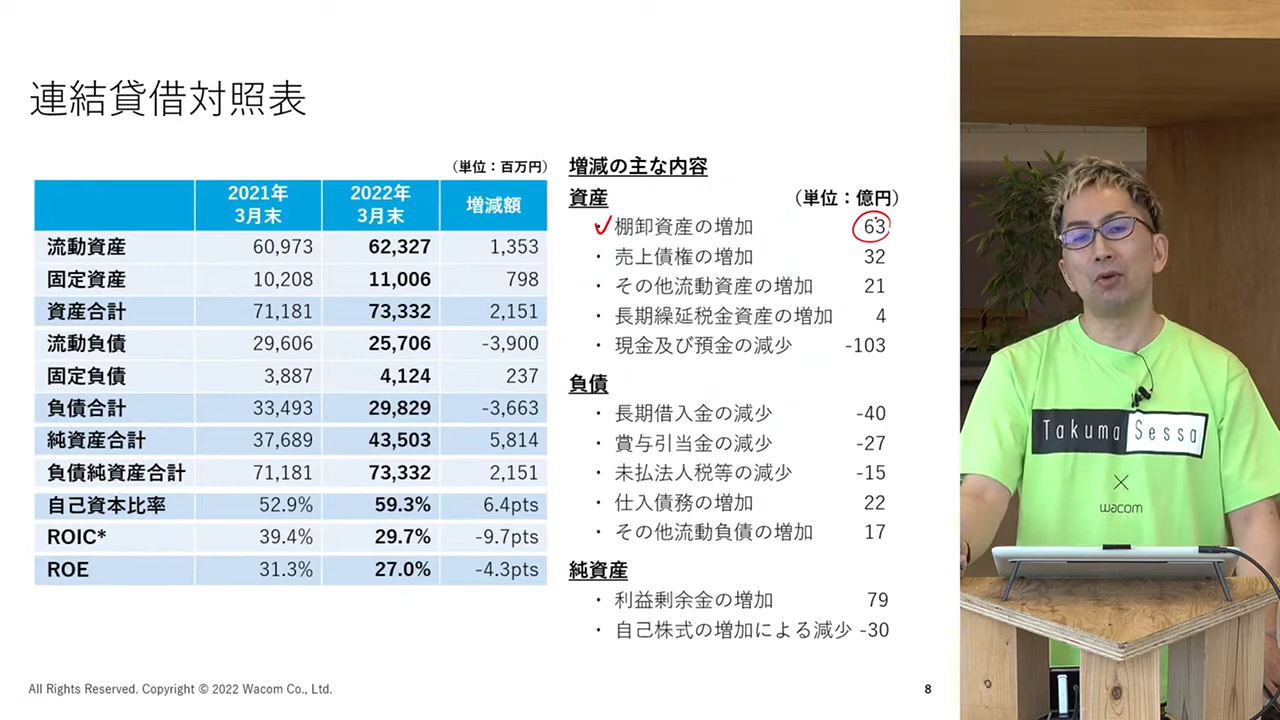 連結貸借対照表
（単位：百万円）
2021年 3月末 2022年 3月末 増減額
流動資産 60,973 62,327 1,353
固定資産 10,208 11,006 798
資産合計 71,181 73,332 2,151
流動負債 29,606 25,706 -3,900
固定負債 3,887 4,124 237
負債合計 33,493 29,829 -3,663
純資産合計 37,689 43,503 5,814
負債純資産合計 71,181 73,332 2,151
自己資本比率 52.9% 59.3% 6.4pts
ROIC* 39.4% 29.7% -9.7pts
ROE 31.3% 27.0% -4.3pts
増減の主な内容
資産 （単位：億円）
・ 棚卸資産の増加 63
・ 売上債権の増加 32
・ その他流動資産の増加 21
・ 長期繰延税金資産の増加 4
・ 現金及び預金の減少 -103
負債
・ 長期借入金の減少 -40
・ 賞与引当金の減少 -27
・ 未払法人税等の減少 -15
・ 仕入債務の増加 22
・ その他流動負債の増加 17
純資産
・ 利益剰余金の増加 79
・ 自己株式の増加による減少 -30
All Rights Reserved. Copyright © 2022 Wacom Co., Ltd.
8
Takuma Sessa
×
wacom